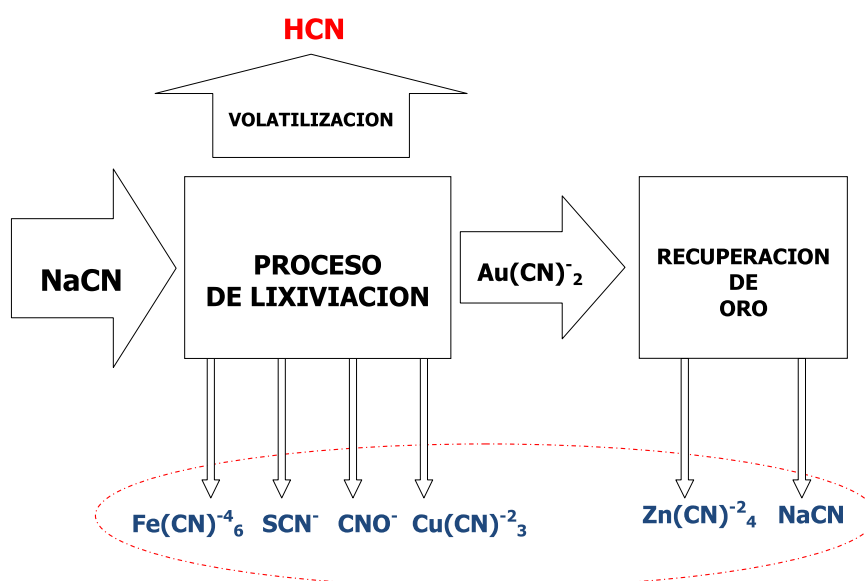 HCN
VOLATILIZACION
NaCN
PROCESO
DE LIXIVIACION
Au(CN)⁻₂
RECUPERACION
DE
ORO
Fe(CN)⁻⁴₆ SCN⁻ CNO⁻ Cu(CN)⁻²₃ Zn(CN)⁻²₄ NaCN